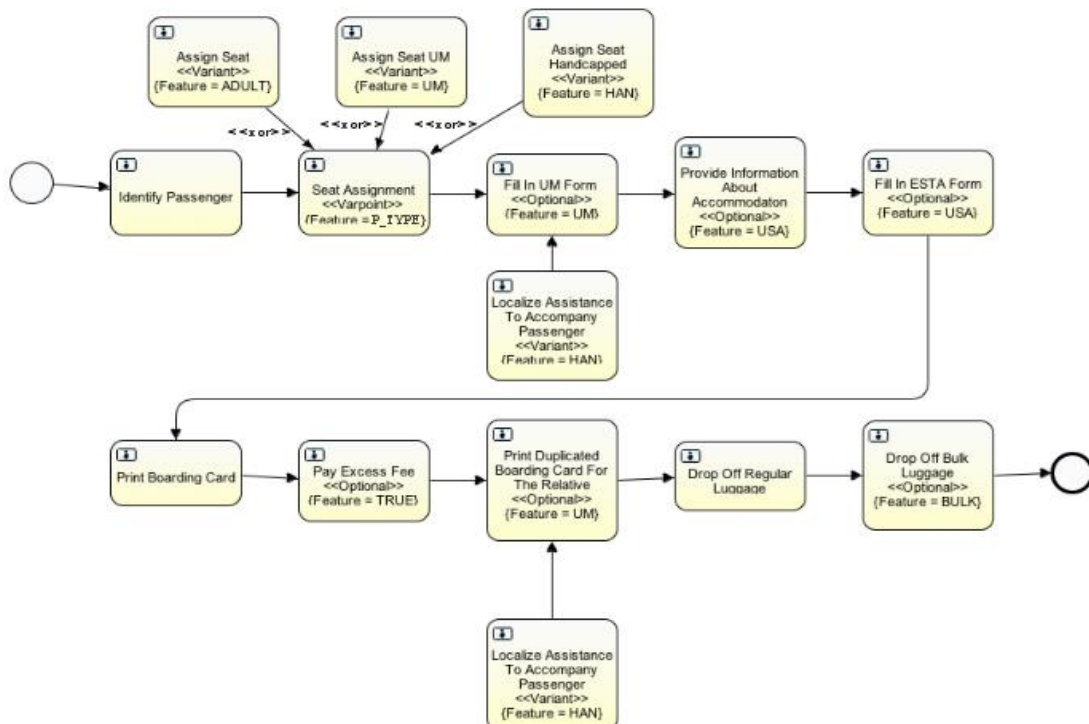 Assign Seat
<<Variant>>
{Feature = ADULT}
Assign Seat UM
<<Variant>>
{Feature = UM}
Assign Seat
Handcapped
<<Variant>>
{Feature = HAN}
<<xor>>
<<xor>>
<<xor>>
Identify Passenger
Seat Assignment
<<Varpoint>>
{Feature =P_TYPE}
Fill In UM Form
<<Optional>>
{Feature = UM}
Provide Information
About
Accommodaton
<<Optional>>
{Feature = USA}
Fill In ESTA Form
<<Optional>>
{Feature = USA}
Localize Assistance
To Accompany
Passenger
<<Variant>>
{Feature = HAN}
Print Boarding Card
Pay Excess Fee
<<Optional>>
{Feature = TRUE}
Print Duplicated
Boarding Card For
The Relative
<<Optional>>
{Feature = UM}
Drop Off Regular
Luggage
Drop Off Bulk
Luggage
<<Optional>>
{Feature = BULK}
Localize Assistance
To Accompany
Passenger
<<Variant>>
{Feature = HAN}